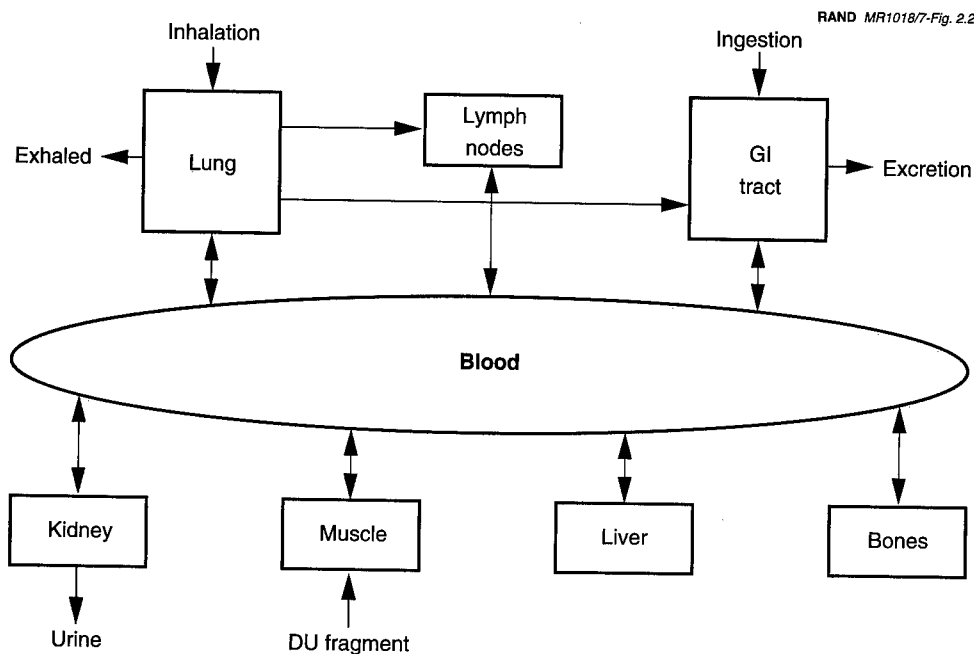 RAND MR1018/7-Fig. 2.2
Inhalation
Ingestion
Lymph
nodes
Exhaled
Lung
GI
tract
Excretion
Blood
Kidney
Muscle
Liver
Bones
Urine
DU fragment